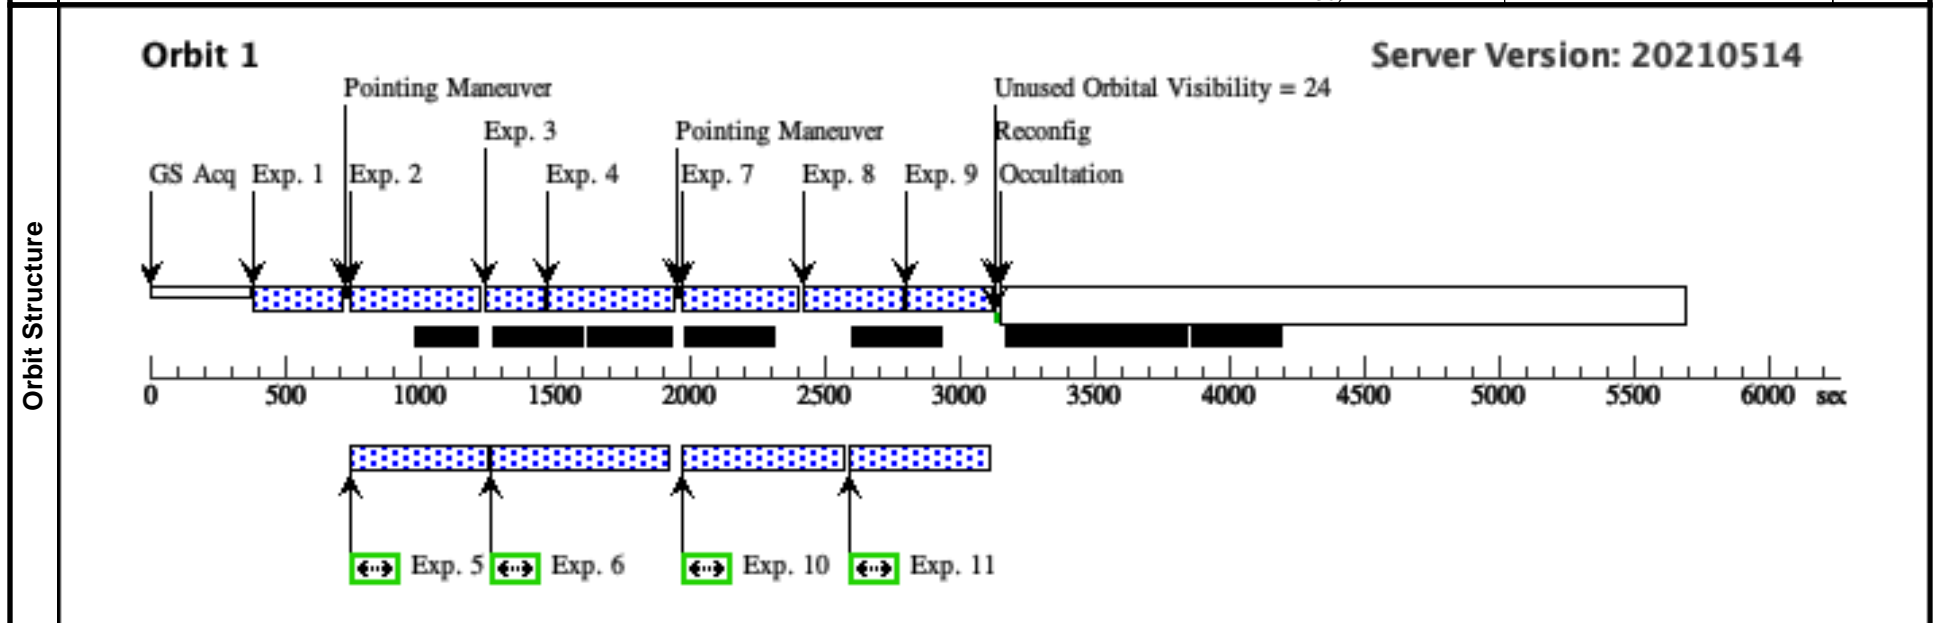 Orbit 1
Server Version: 20210514
Pointing Maneuver
Unused Orbital Visibility = 24
Exp. 3
Pointing Maneuver
Reconfig
GS Acq
Exp. 1
Exp. 2
Exp. 4
Exp. 7
Exp. 8
Exp. 9
Occultation
Orbit Structure
0 500 1000 1500 2000 2500 3000 3500 4000 4500 5000 5500 6000 sec
Exp. 5
Exp. 6
Exp. 10
Exp. 11